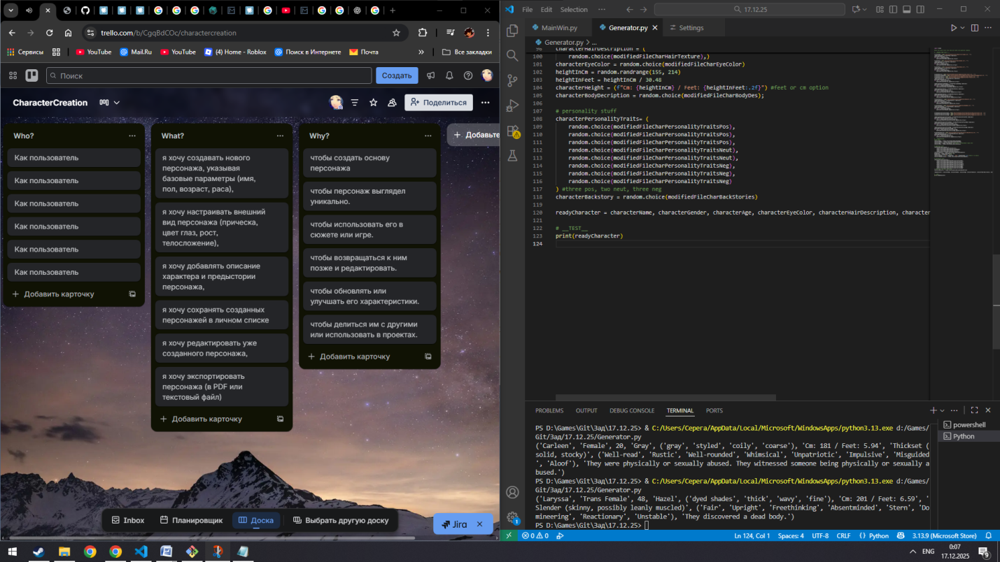 trello.com/b/CgqBdCOc/charactercreation
Сервисы
YouTube
Mail.Ru
YouTube
(4) Home - Roblox
Поиск в Интернете
Почта
»
Все закладки
Поиск
Создать
CharacterCreation
Поделиться
Who?
Как пользователь
Как пользователь
Как пользователь
Как пользователь
Как пользователь
Как пользователь
+ Добавить карточку
What?
я хочу создавать нового
персонажа, указывая
базовые параметры (имя,
пол, возраст, раса),
я хочу настраивать внешний
вид персонажа (прическа,
цвет глаз, рост,
телосложение),
я хочу добавлять описание
характера и предыстории
персонажа,
я хочу сохранять созданных
персонажей в личном списке
я хочу редактировать уже
созданного персонажа,
я хочу экспортировать
персонажа (в PDF или
текстовый файл)
+ Добавить карточку
Why?
чтобы создать основу
персонажа
чтобы персонаж выглядел
уникально.
чтобы использовать его в
сюжете или игре.
чтобы возвращаться к ним
позже и редактировать.
чтобы обновлять или
улучшать его характеристики.
чтобы делиться им с другими
или использовать в проектах.
+ Добавить карточку
+ Добавьте
Inbox
Планировщик
Доска
Выбрать другую доску
Jira
File Edit Selection ···
17.12.25
MainWin.py
Generator.py
Settings
Generator.py > ...
characterHairDescription = (
100 random.choice(modifiedFileCharHairTexture),)
101 characterEyeColor = random.choice(modifiedFileCharEyeColor)
102 heightInCm = random.randrange(155, 214)
103 heightInFeet = heightInCm / 30.48
104 characterHeight = (f"Cm: {heightInCm} / Feet: {heightInFeet:.2f}") #feet or cm option
105 characterBodyDecription = random.choice(modifiedFileCharBodyDes);
106
107 # personality stuff
108 characterPersonalityTraits= (
109 random.choice(modifiedFileCharPersonalityTraitsPos),
110 random.choice(modifiedFileCharPersonalityTraitsPos),
111 random.choice(modifiedFileCharPersonalityTraitsPos),
112 random.choice(modifiedFileCharPersonalityTraitsNeut),
113 random.choice(modifiedFileCharPersonalityTraitsNeut),
114 random.choice(modifiedFileCharPersonalityTraitsNeg),
115 random.choice(modifiedFileCharPersonalityTraitsNeg),
116 random.choice(modifiedFileCharPersonalityTraitsNeg)
117 ) #three pos, two neut, three neg
118 characterBackstory = random.choice(modifiedFileCharBackStories)
119
120 readyCharacter = characterName, characterGender, characterAge, characterEyeColor, characterHairDescription, character
121
122 # __TEST__
123 print(readyCharacter)
124
PROBLEMS OUTPUT DEBUG CONSOLE TERMINAL PORTS
powershell
Python
PS D:\Games\Git\Зад\17.12.25> & C:/Users/Cepera/AppData/Local/Microsoft/WindowsApps/python3.13.exe d:/Games/
Git/Зад/17.12.25/Generator.py
('Carleen', 'Female', 20, 'Gray', ('gray', 'styled', 'coily', 'coarse'), 'Cm: 181 / Feet: 5.94', 'Thickset (
solid, stocky)', ('Well-read', 'Rustic', 'Well-rounded', 'Whimsical', 'Unpatriotic', 'Impulsive', 'Misguided
', 'Aloof'), 'They were physically or sexually abused. They witnessed someone being physically or sexually a
bused.')
PS D:\Games\Git\Зад\17.12.25> & C:/Users/Cepera/AppData/Local/Microsoft/WindowsApps/python3.13.exe d:/Games/
Git/Зад/17.12.25/Generator.py
('Laryssa', 'Trans Female', 48, 'Hazel', ('dyed shades', 'thick', 'wavy', 'fine'), 'Cm: 201 / Feet: 6.59', '
Slender (skinny, possibly leanly muscled)', ('Fair', 'Upright', 'Freethinking', 'Absentminded', 'Stern', 'Do
mineering', 'Reactionary', 'Unstable'), 'They discovered a dead body.')
PS D:\Games\Git\Зад\17.12.25>
0 0 Ln 124, Col 1 Spaces: 4 UTF-8 CRLF Python 3.13.9 (Microsoft Store)
ENG
0:07
17.12.2025
9